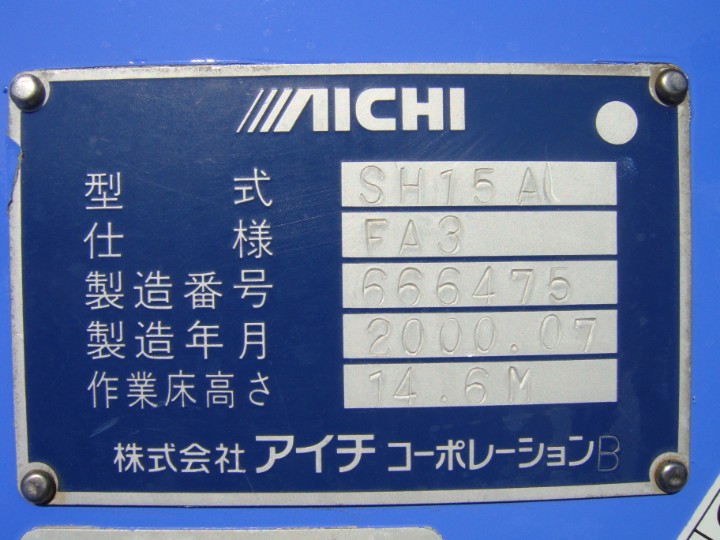 AICHI
型式 SH15A
仕様 FA3
製造番号 666475
製造年月 2000.07
作業床高さ 14.6M
株式会社 アイチ コーポレーション B